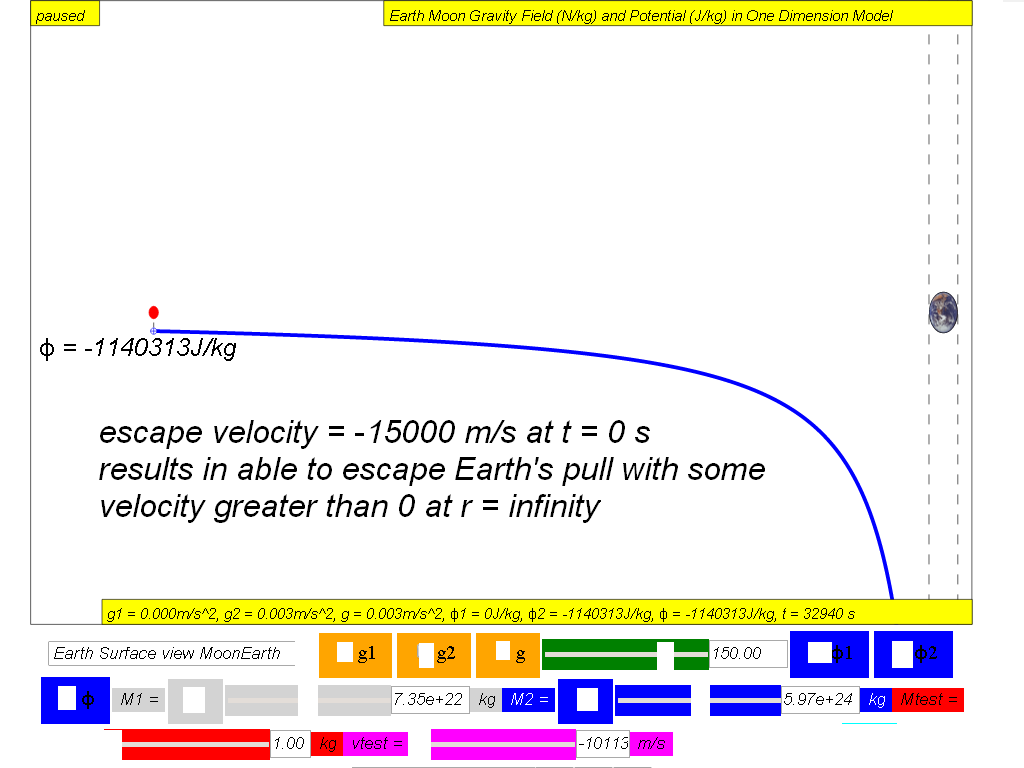 paused
Earth Moon Gravity Field (N/kg) and Potential (J/kg) in One Dimension Model
ϕ = -1140313J/kg
escape velocity = -15000 m/s at t = 0 s
results in able to escape Earth's pull with some
velocity greater than 0 at r = infinity
g1 = 0.000m/s^2, g2 = 0.003m/s^2, g = 0.003m/s^2, ϕ1 = 0J/kg, ϕ2 = -1140313J/kg, ϕ = -1140313J/kg, t = 32940 s
Earth Surface view MoonEarth g1 g2 g 150.00 ϕ1 ϕ2
ϕ M1 = 7.35e+22 kg M2 = 5.97e+24 kg Mtest =
1.00 kg vtest = -10113 m/s